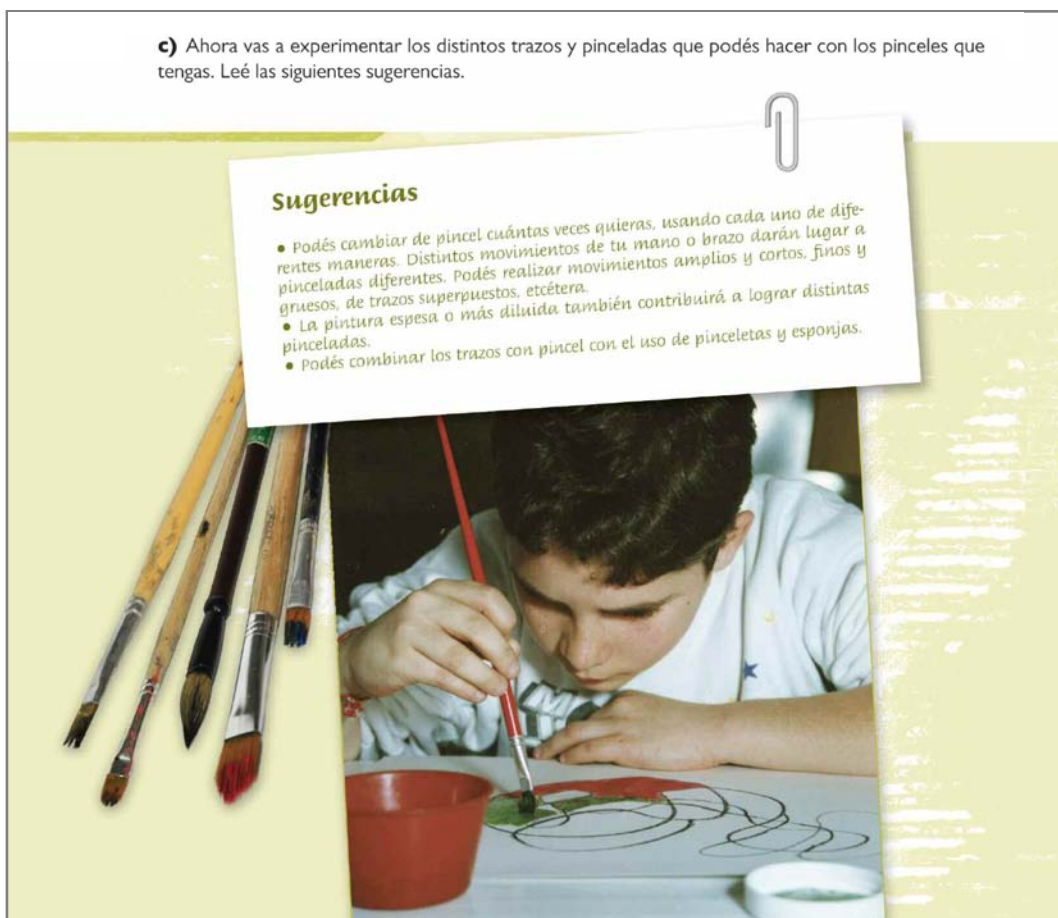 c) Ahora vas a experimentar los distintos trazos y pinceladas que podés hacer con los pinceles que
tengas. Leé las siguientes sugerencias.
Sugerencias
• Podés cambiar de pincel cuántas veces quieras, usando cada uno de dife-
rentes maneras. Distintos movimientos de tu mano o brazo darán lugar a
pinceladas diferentes. Podés realizar movimientos amplios y cortos, finos y
gruesos, de trazos superpuestos, etcétera.
• La pintura espesa o más diluida también contribuirá a lograr distintas
pinceladas.
• Podés combinar los trazos con pincel con el uso de pinceletas y esponjas.